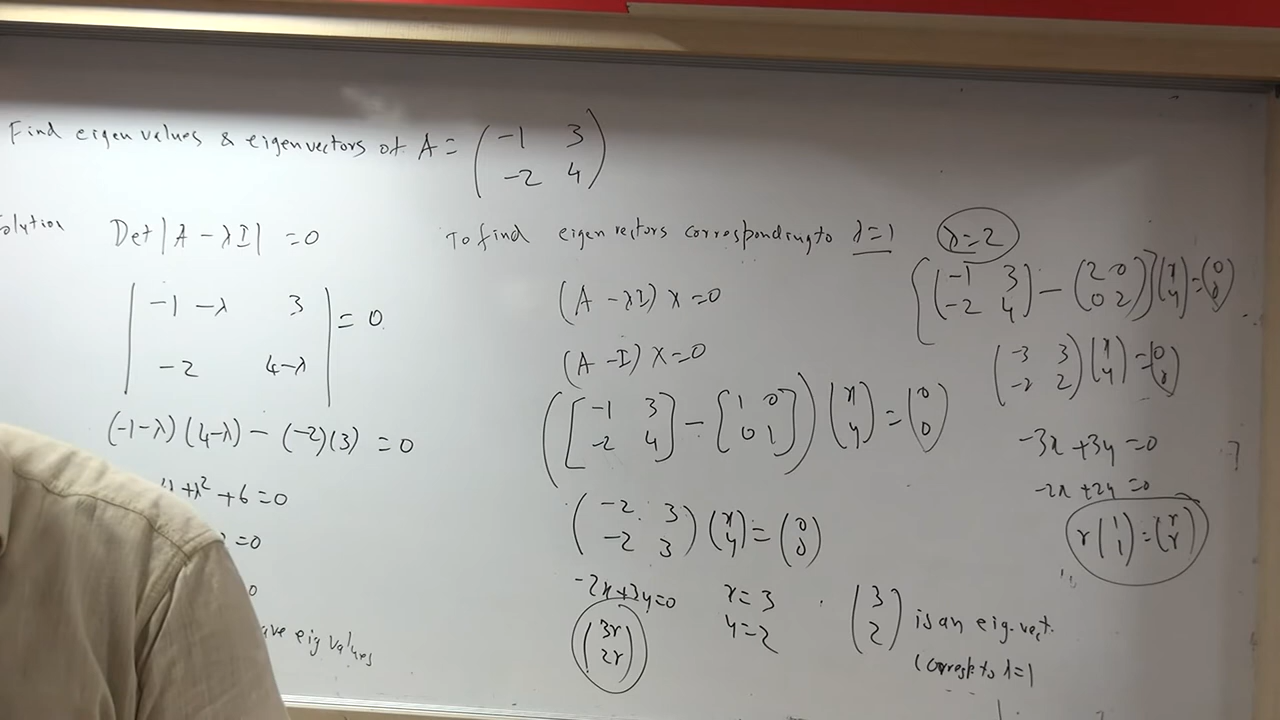 Find eigen values & eigenvectors of A = (-1 3
-2 4)
Solution Det |A - λI| = 0
| -1 - λ 3
-2 4-λ | = 0
(-1-λ)(4-λ) - (-2)(3) = 0
+ λ² + 6 = 0
= 0
0
eig values
To find eigen vectors corresponding to λ=1
(A - λI) X = 0
(A - I) X = 0
([-1 3
-2 4] - [1 0
0 1]) (x
y) = (0
0)
(-2 3
-2 3) (x
y) = (0
0)
-2x+3y=0 x=3
y=2
(3r
2r)
(3
2) is an eig. vect.
corresp to λ=1
λ=2
{(-1 3
-2 4) - (2 0
0 2)} (x
y) = (0
0)
(-3 3
-2 2) (x
y) = (0
0)
-3x + 3y = 0
-2x + 2y = 0
r (1
1) = (r
r)